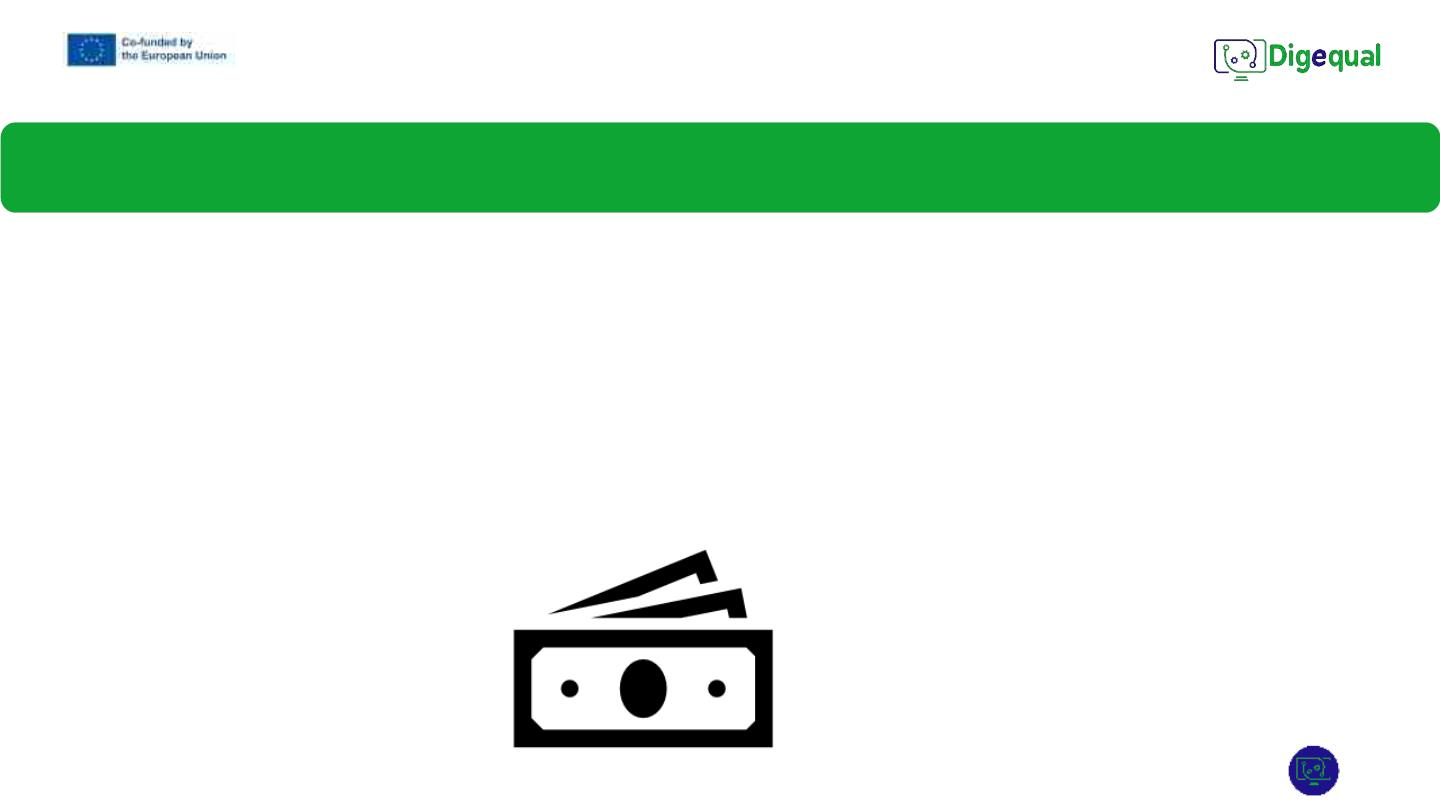 Co-funded by
the European Union
Digequal